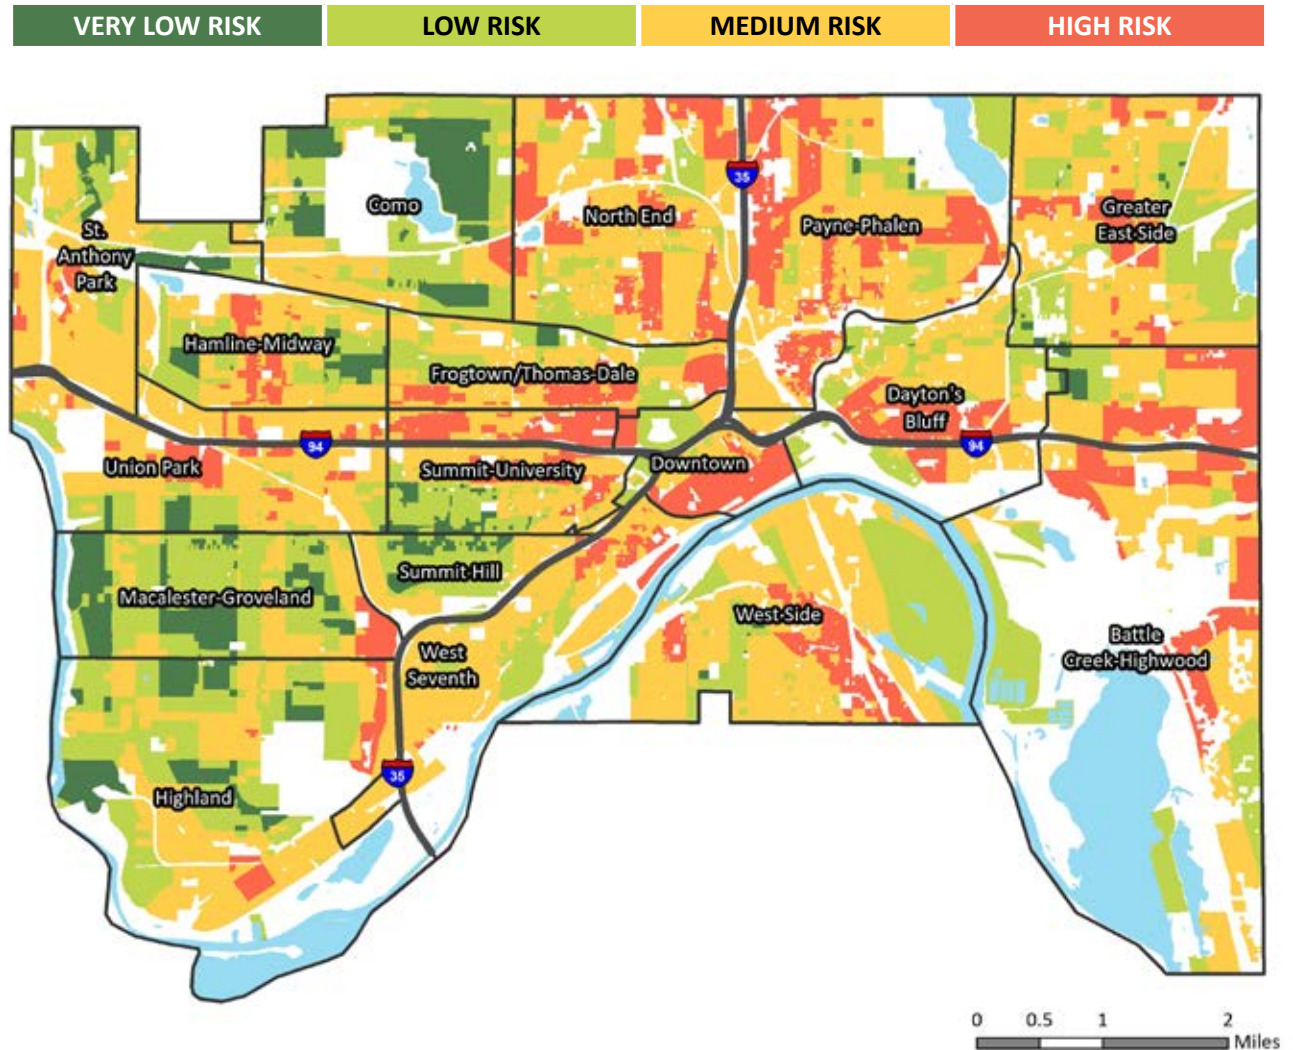 VERY LOW RISK
LOW RISK
MEDIUM RISK
HIGH RISK
35
Como
North End
Payne-Phalen
Greater
East-Side
St.
Anthony
Park
Hamline-Midway
Frogtown/Thomas-Dale
Dayton's
Bluff
94
94
Union Park
Summit-University
Downtown
Summit-Hill
Macalester-Groveland
West-Side
West
Seventh
Battle
Creek-Highwood
35
Highland
0 0.5 1 2
Miles